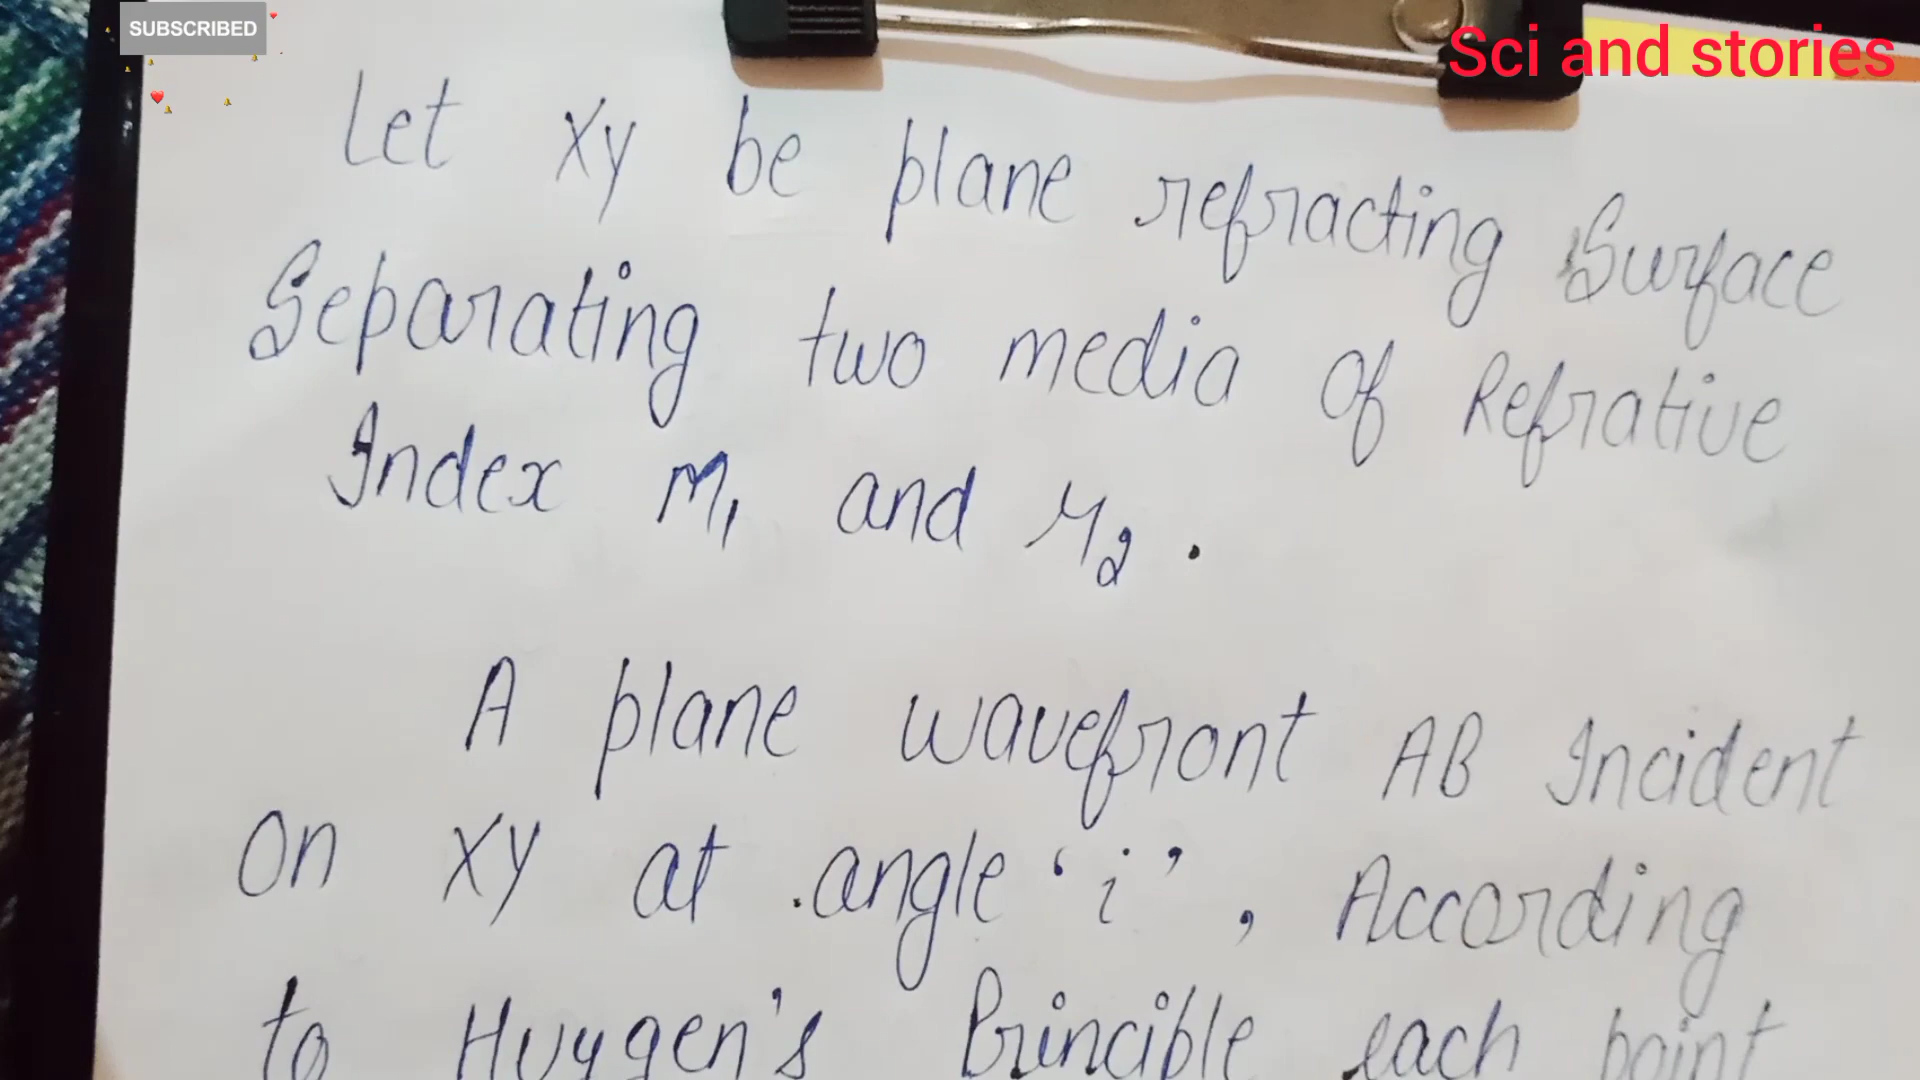 SUBSCRIBED
Sci and stories
Let Xy be plane refracting Surface
Separating two media of Refrative
Index M1 and μ2 .
A plane wavefront AB Incident
On XY at angle 'i' , According
to Huygen's Principle each point